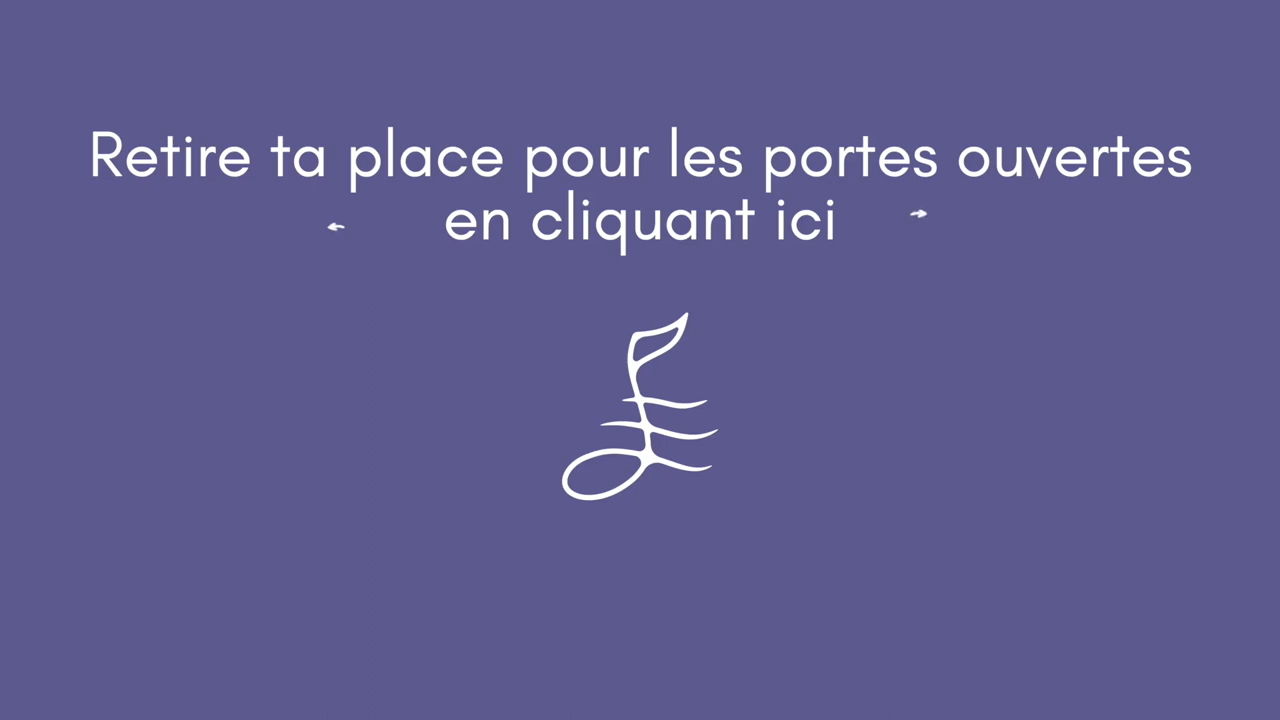 Retire ta place pour les portes ouvertes
en cliquant ici